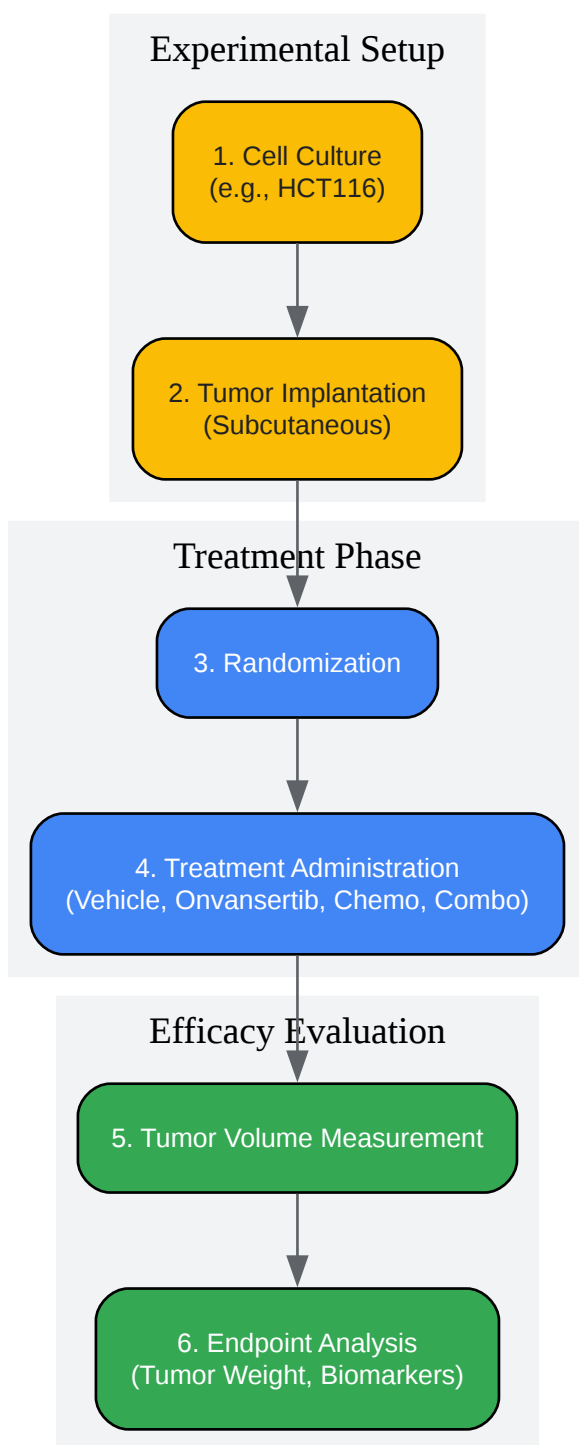 Experimental Setup
1. Cell Culture
(e.g., HCT116)
2. Tumor Implantation
(Subcutaneous)
Treatment Phase
3. Randomization
4. Treatment Administration
(Vehicle, Onvansertib, Chemo, Combo)
Efficacy Evaluation
5. Tumor Volume Measurement
6. Endpoint Analysis
(Tumor Weight, Biomarkers)